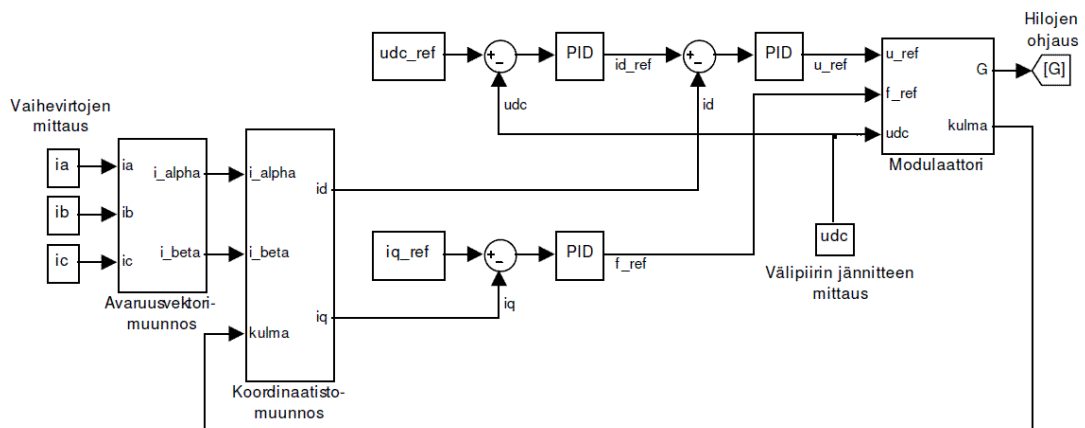 Hilojen
ohjaus
udc_ref
+
−
PID
id_ref
+
−
PID
u_ref
u_ref
f_ref
udc
G
kulma
[G]
Modulaattori
udc
id
Vaihevirtojen
mittaus
ia
ib
ic
ia
ib
ic
i_alpha
i_beta
Avaruusvektori-
muunnos
i_alpha
i_beta
kulma
id
iq
Koordinaatisto-
muunnos
iq_ref
+
−
PID
f_ref
iq
udc
Välipiirin jännitteen
mittaus